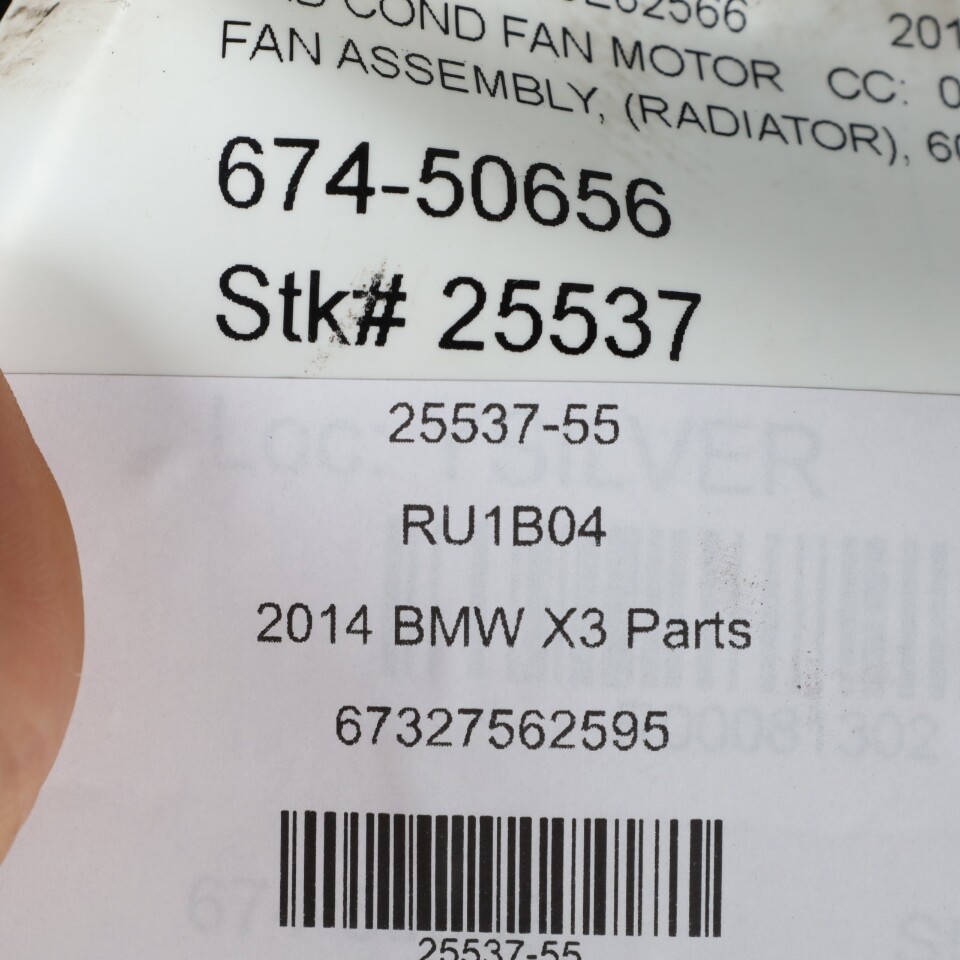 COND FAN MOTOR CC:
FAN ASSEMBLY, (RADIATOR),
674-50656
Stk# 25537
25537-55
RU1B04
2014 BMW X3 Parts
67327562595
25537-55